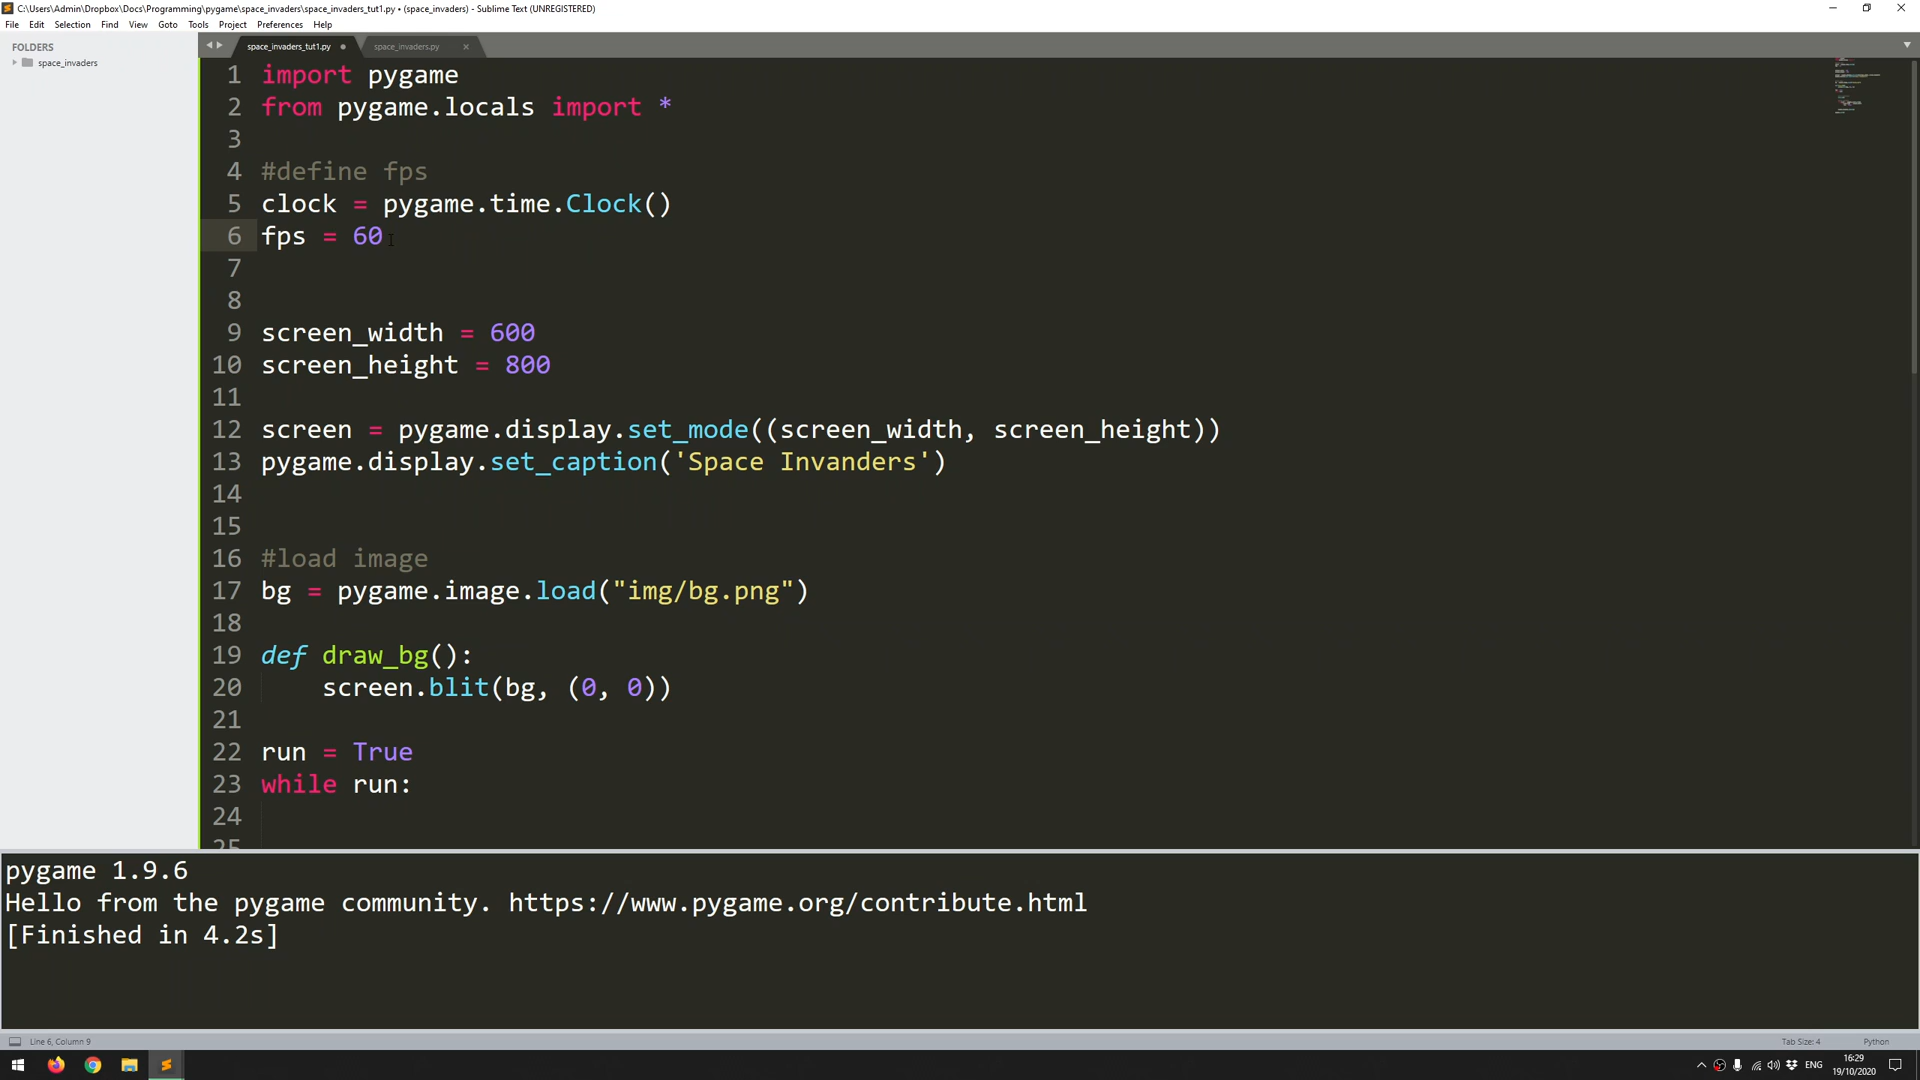 C:\Users\Admin\Dropbox\Docs\Programming\pygame\space_invaders\space_invaders_tut1.py • (space_invaders) - Sublime Text (UNREGISTERED)
File Edit Selection Find View Goto Tools Project Preferences Help
FOLDERS
space_invaders
space_invaders_tut1.py
space_invaders.py
1 import pygame
2 from pygame.locals import *
3
4 #define fps
5 clock = pygame.time.Clock()
6 fps = 60
7
8
9 screen_width = 600
10 screen_height = 800
11
12 screen = pygame.display.set_mode((screen_width, screen_height))
13 pygame.display.set_caption('Space Invanders')
14
15
16 #load image
17 bg = pygame.image.load("img/bg.png")
18
19 def draw_bg():
20 screen.blit(bg, (0, 0))
21
22 run = True
23 while run:
24
25
pygame 1.9.6
Hello from the pygame community. https://www.pygame.org/contribute.html
[Finished in 4.2s]
Line 6, Column 9
Tab Size: 4
Python
ENG
16:29
19/10/2020